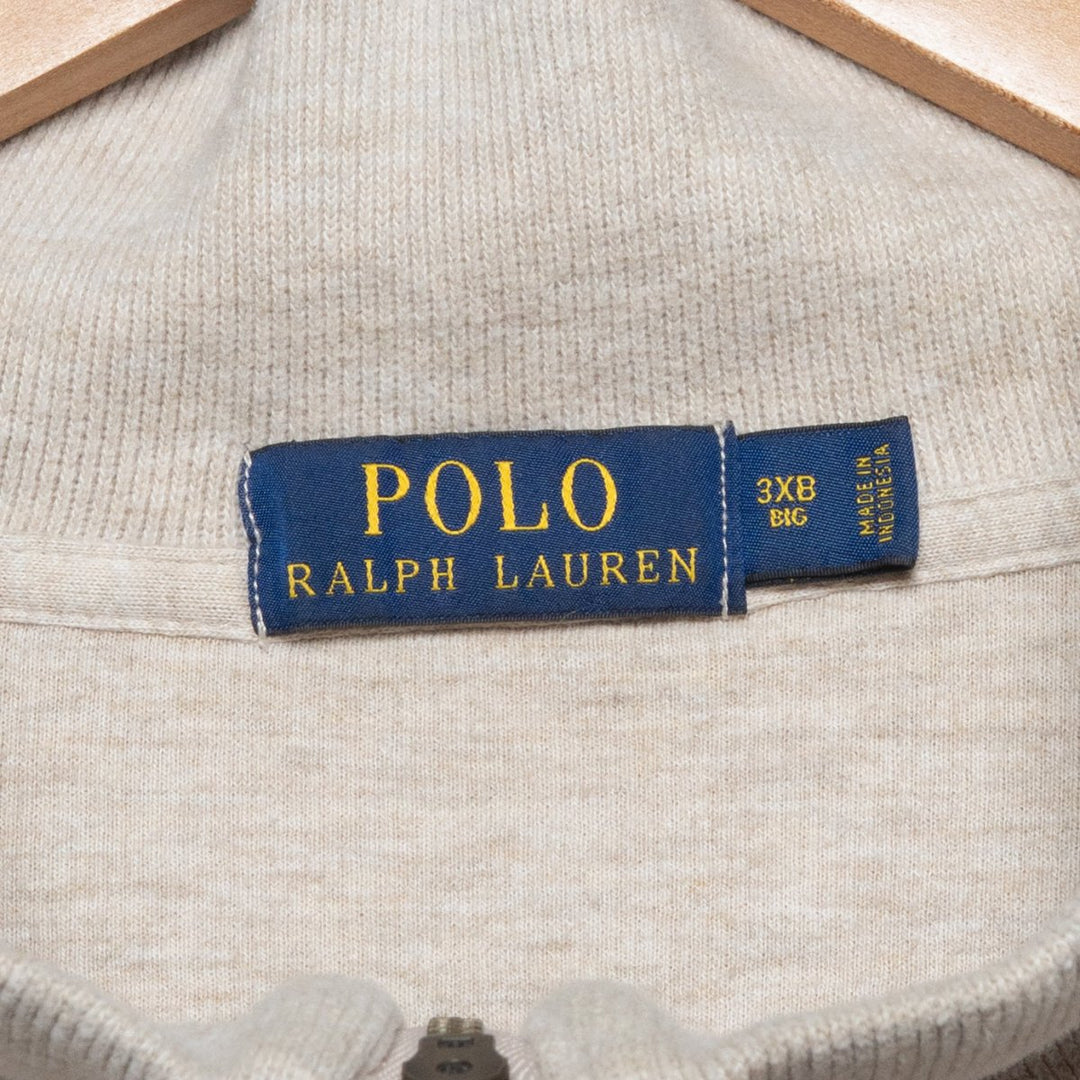 POLO
RALPH LAUREN
3XB
BIG
MADE IN
INDONESIA